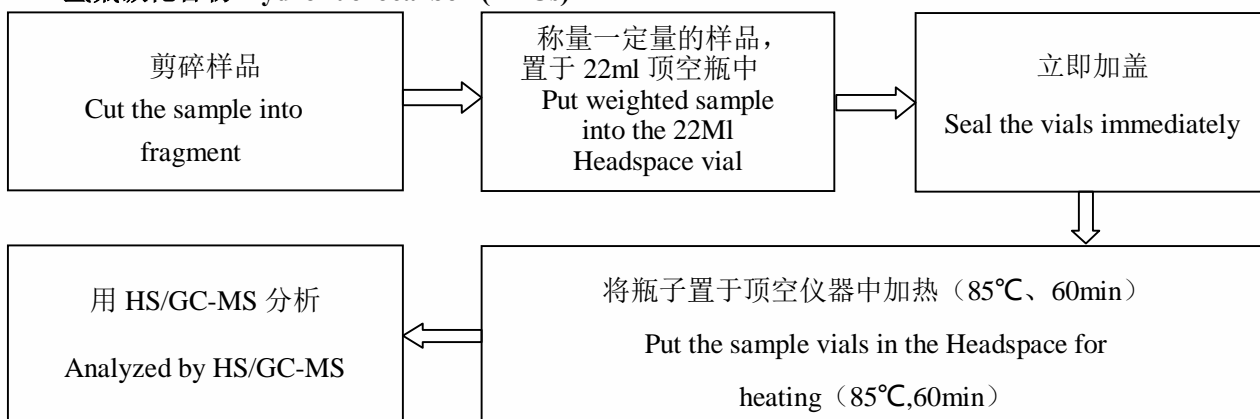 剪碎样品
Cut the sample into
fragment
称量一定量的样品，
置于 22ml 顶空瓶中
Put weighted sample
into the 22Ml
Headspace vial
立即加盖
Seal the vials immediately
将瓶子置于顶空仪器中加热（85℃、60min）
Put the sample vials in the Headspace for
heating（85℃,60min）
用 HS/GC-MS 分析
Analyzed by HS/GC-MS